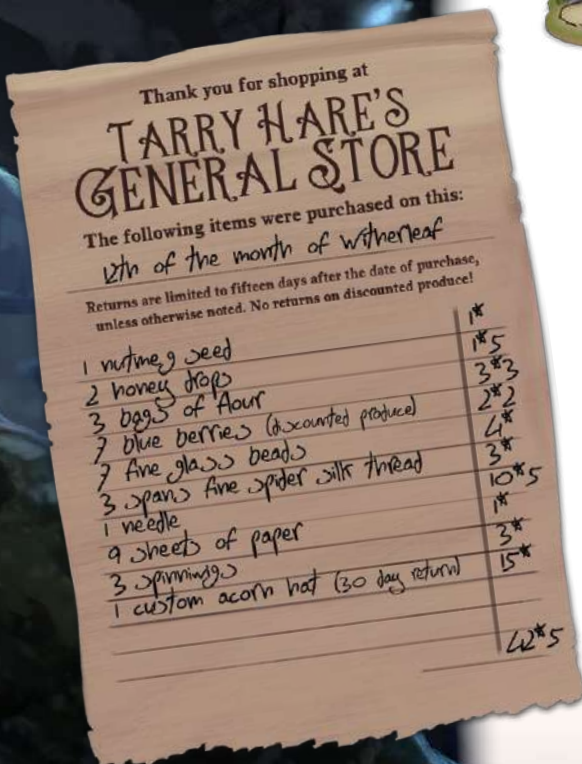 Thank you for shopping at
TARRY HARE'S
GENERAL STORE
The following items were purchased on this:
12th of the month of Witherleaf
Returns are limited to fifteen days after the date of purchase,
unless otherwise noted. No returns on discounted produce!
1 nutmeg seed 1*
2 honey drops 1*5
3 bags of flour 3*3
7 blue berries (discounted produce) 2*2
7 fine glass beads 4*
3 spans fine spider silk thread 3*
1 needle 10*5
9 sheets of paper 1*
3 spinnings 3*
1 custom acorn hat (30 day return) 15*
42*5